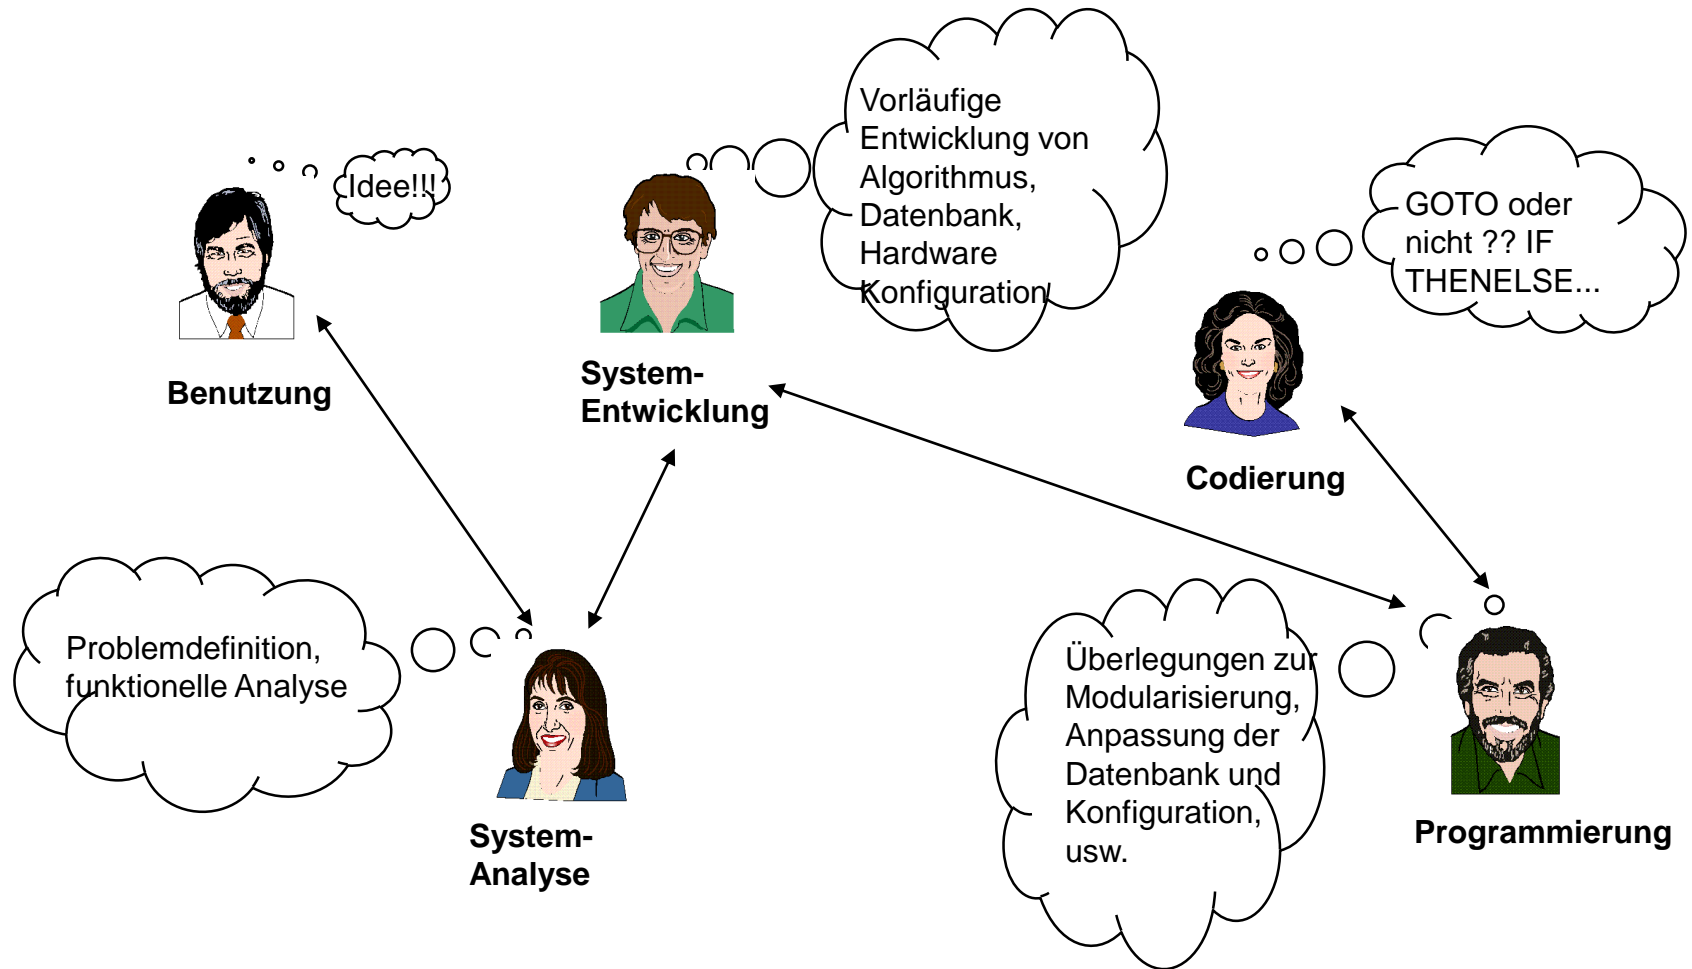 Idee!!!
Benutzung
Vorläufige
Entwicklung von
Algorithmus,
Datenbank,
Hardware
Konfiguration
System-
Entwicklung
GOTO oder
nicht ?? IF
THENELSE...
Codierung
Problemdefinition,
funktionelle Analyse
System-
Analyse
Überlegungen zur
Modularisierung,
Anpassung der
Datenbank und
Konfiguration,
usw.
Programmierung